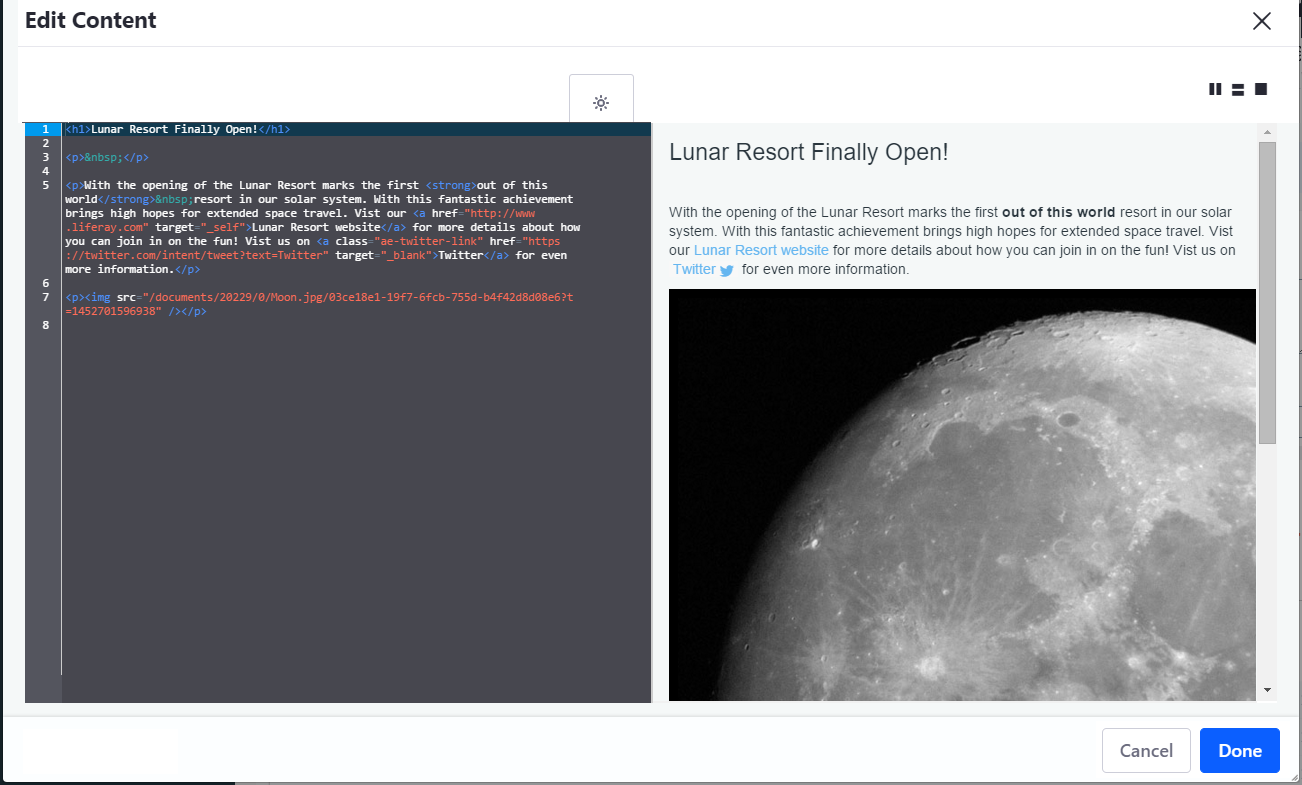 Edit Content
1 <h1>Lunar Resort Finally Open!</h1>
2
3 <p>&nbsp;</p>
4
5 <p>With the opening of the Lunar Resort marks the first <strong>out of this
world</strong>&nbsp;resort in our solar system. With this fantastic achievement
brings high hopes for extended space travel. Vist our <a href="http://www
.liferay.com" target="_self">Lunar Resort website</a> for more details about how
you can join in on the fun! Vist us on <a class="ae-twitter-link" href="https
://twitter.com/intent/tweet?text=Twitter" target="_blank">Twitter</a> for even
more information.</p>
6
7 <p><img src="/documents/20229/0/Moon.jpg/03ce18e1-19f7-6fcb-755d-b4f42d8d08e6?t
=1452701596938" /></p>
8
Lunar Resort Finally Open!
With the opening of the Lunar Resort marks the first out of this world resort in our solar
system. With this fantastic achievement brings high hopes for extended space travel. Vist
our Lunar Resort website for more details about how you can join in on the fun! Vist us on
Twitter for even more information.
Cancel
Done